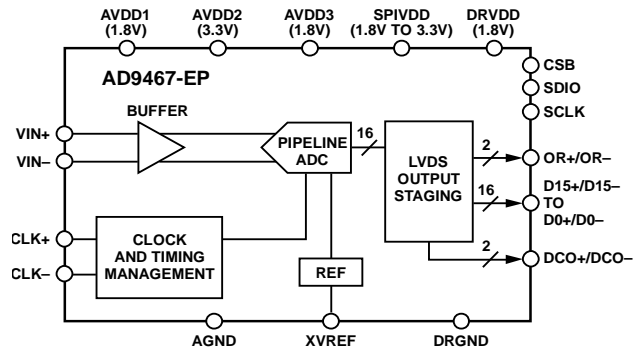 AVDD1 AVDD2 AVDD3 SPIVDD DRVDD
(1.8V) (3.3V) (1.8V) (1.8V TO 3.3V) (1.8V)
AD9467-EP
CSB
SDIO
SCLK
BUFFER
VIN+
VIN–
PIPELINE
ADC
16
LVDS
OUTPUT
STAGING
2
OR+/OR–
16
D15+/D15–
TO
D0+/D0–
2
DCO+/DCO–
CLK+
CLK–
CLOCK
AND TIMING
MANAGEMENT
REF
AGND XVREF DRGND